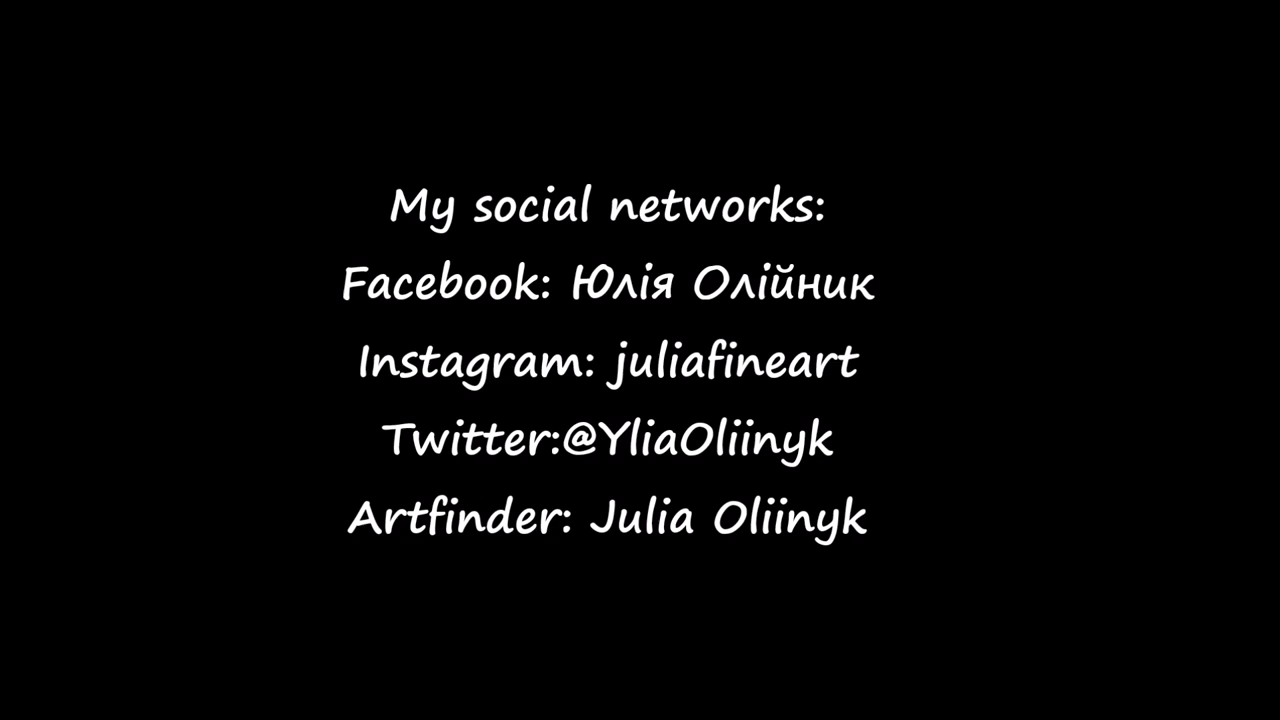 My social networks:
Facebook: Юлія Олійник
Instagram: juliafineart
Twitter:@YliaOliinyk
Artfinder: Julia Oliinyk